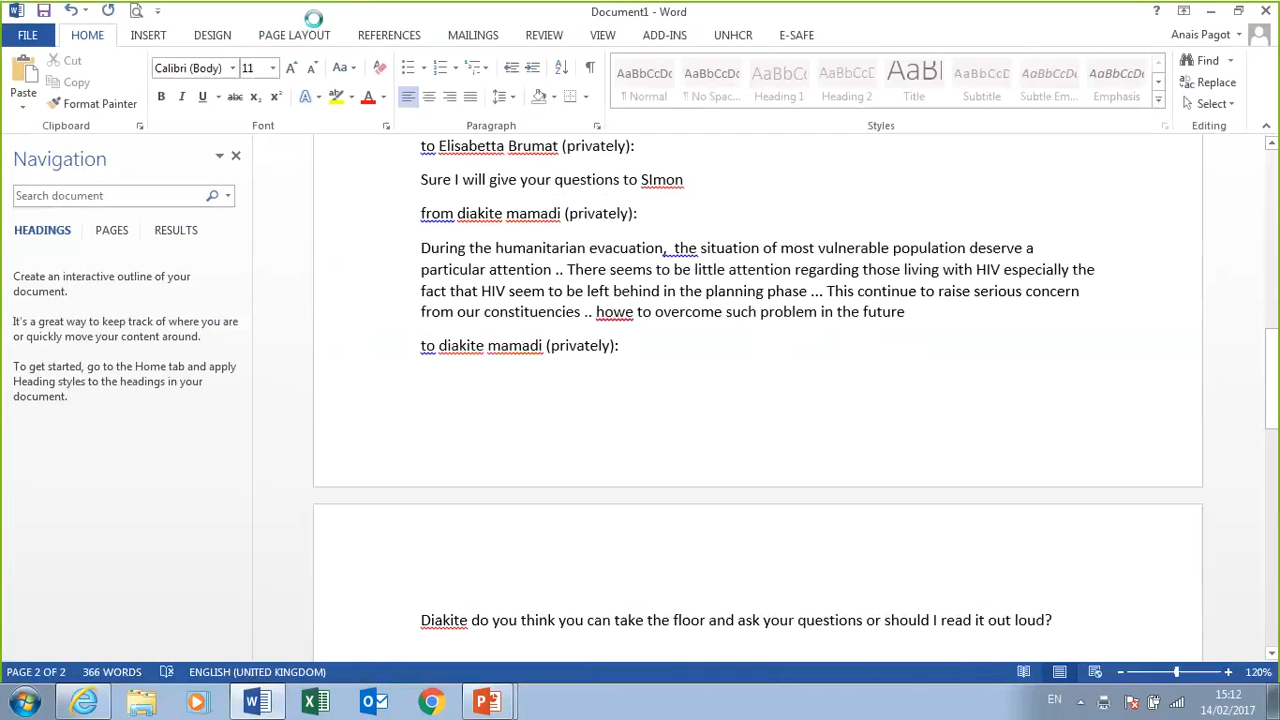 Document1 - Word
?
FILE HOME INSERT DESIGN PAGE LAYOUT REFERENCES MAILINGS REVIEW VIEW ADD-INS UNHCR E-SAFE Anais Pagot
Cut
Copy
Format Painter
Paste
Calibri (Body) 11
Aa
B I U abc X₂ X²
AaBbCcDc AaBbCcDc AaBbCc AaBbCcC AaBI AaBbCcD AaBbCcDc AaBbCcDc
¶ Normal ¶ No Spac... Heading 1 Heading 2 Title Subtitle Subtle Em... Emphasis
Find
Replace
Select
Clipboard Font Paragraph Styles Editing
Navigation
Search document
HEADINGS PAGES RESULTS
Create an interactive outline of your
document.
It's a great way to keep track of where you are
or quickly move your content around.
To get started, go to the Home tab and apply
Heading styles to the headings in your
document.
to Elisabetta Brumat (privately):
Sure I will give your questions to SImon
from diakite mamadi (privately):
During the humanitarian evacuation,  the situation of most vulnerable population deserve a
particular attention .. There seems to be little attention regarding those living with HIV especially the
fact that HIV seem to be left behind in the planning phase ... This continue to raise serious concern
from our constituencies .. howe to overcome such problem in the future
to diakite mamadi (privately):
Diakite do you think you can take the floor and ask your questions or should I read it out loud?
PAGE 2 OF 2 366 WORDS ENGLISH (UNITED KINGDOM) 120%
EN
15:12
14/02/2017